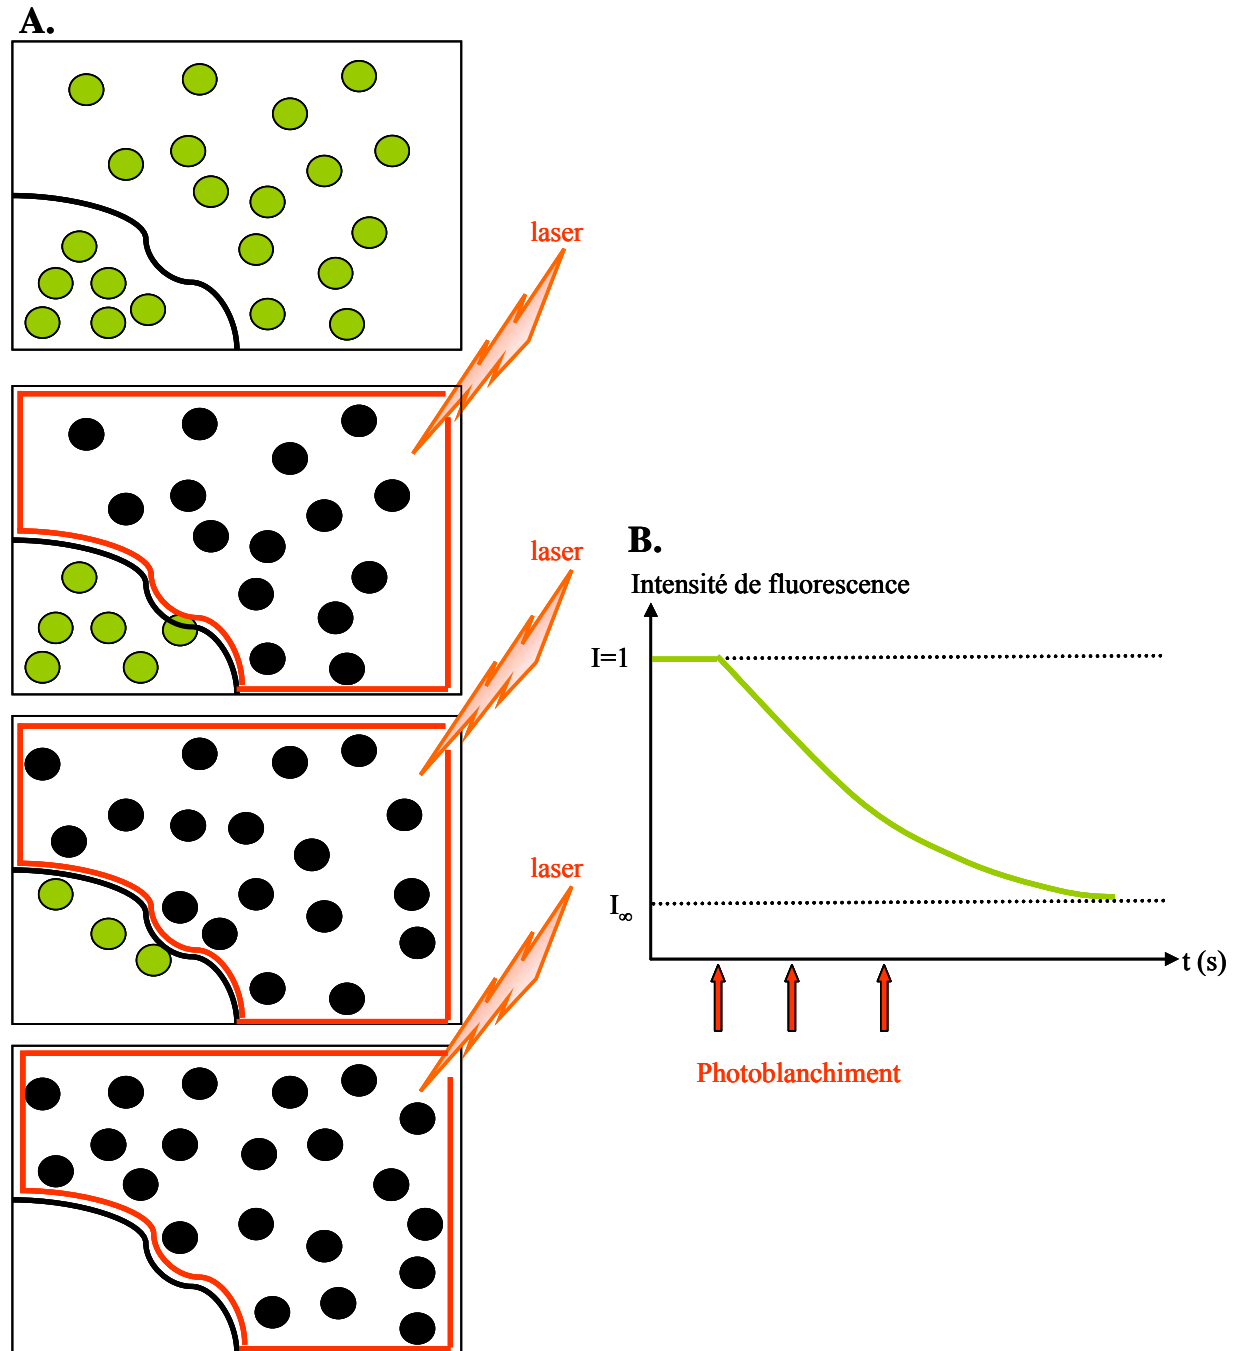 A.
laser
laser
laser
B.
Intensité de fluorescence
I=1
I∞
t (s)
Photoblanchiment